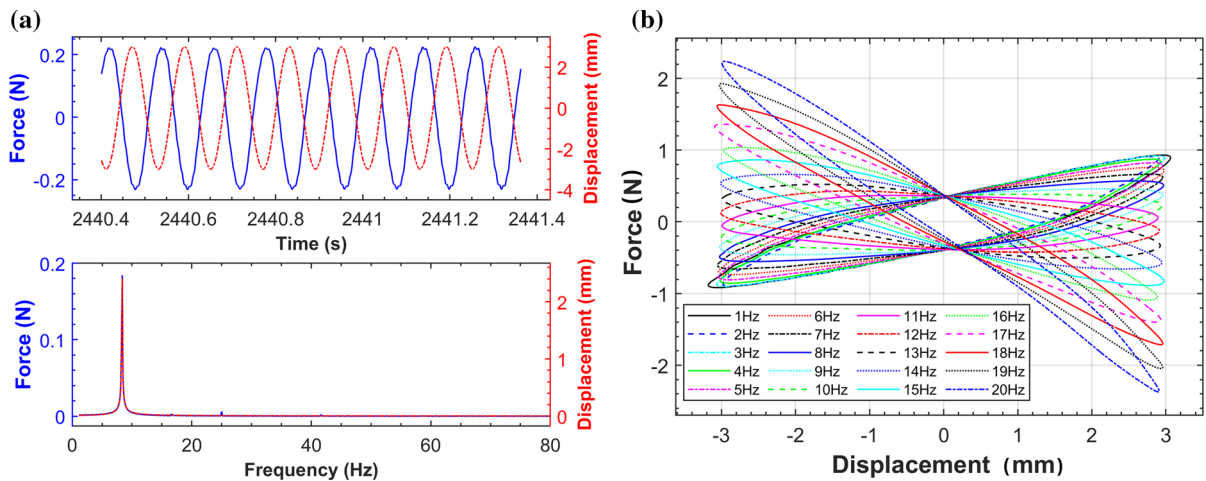 (a)
0.2
0
-0.2
Force (N)
2
0
-2
-4
Displacement (mm)
2440.4 2440.6 2440.8 2441 2441.2 2441.4
Time (s)
0.2
0.1
0
Force (N)
2
1
0
Displacement (mm)
0 20 40 60 80
Frequency (Hz)
(b)
2
1
0
-1
-2
Force (N)
1Hz 6Hz 11Hz 16Hz
2Hz 7Hz 12Hz 17Hz
3Hz 8Hz 13Hz 18Hz
4Hz 9Hz 14Hz 19Hz
5Hz 10Hz 15Hz 20Hz
-3 -2 -1 0 1 2 3
Displacement (mm)